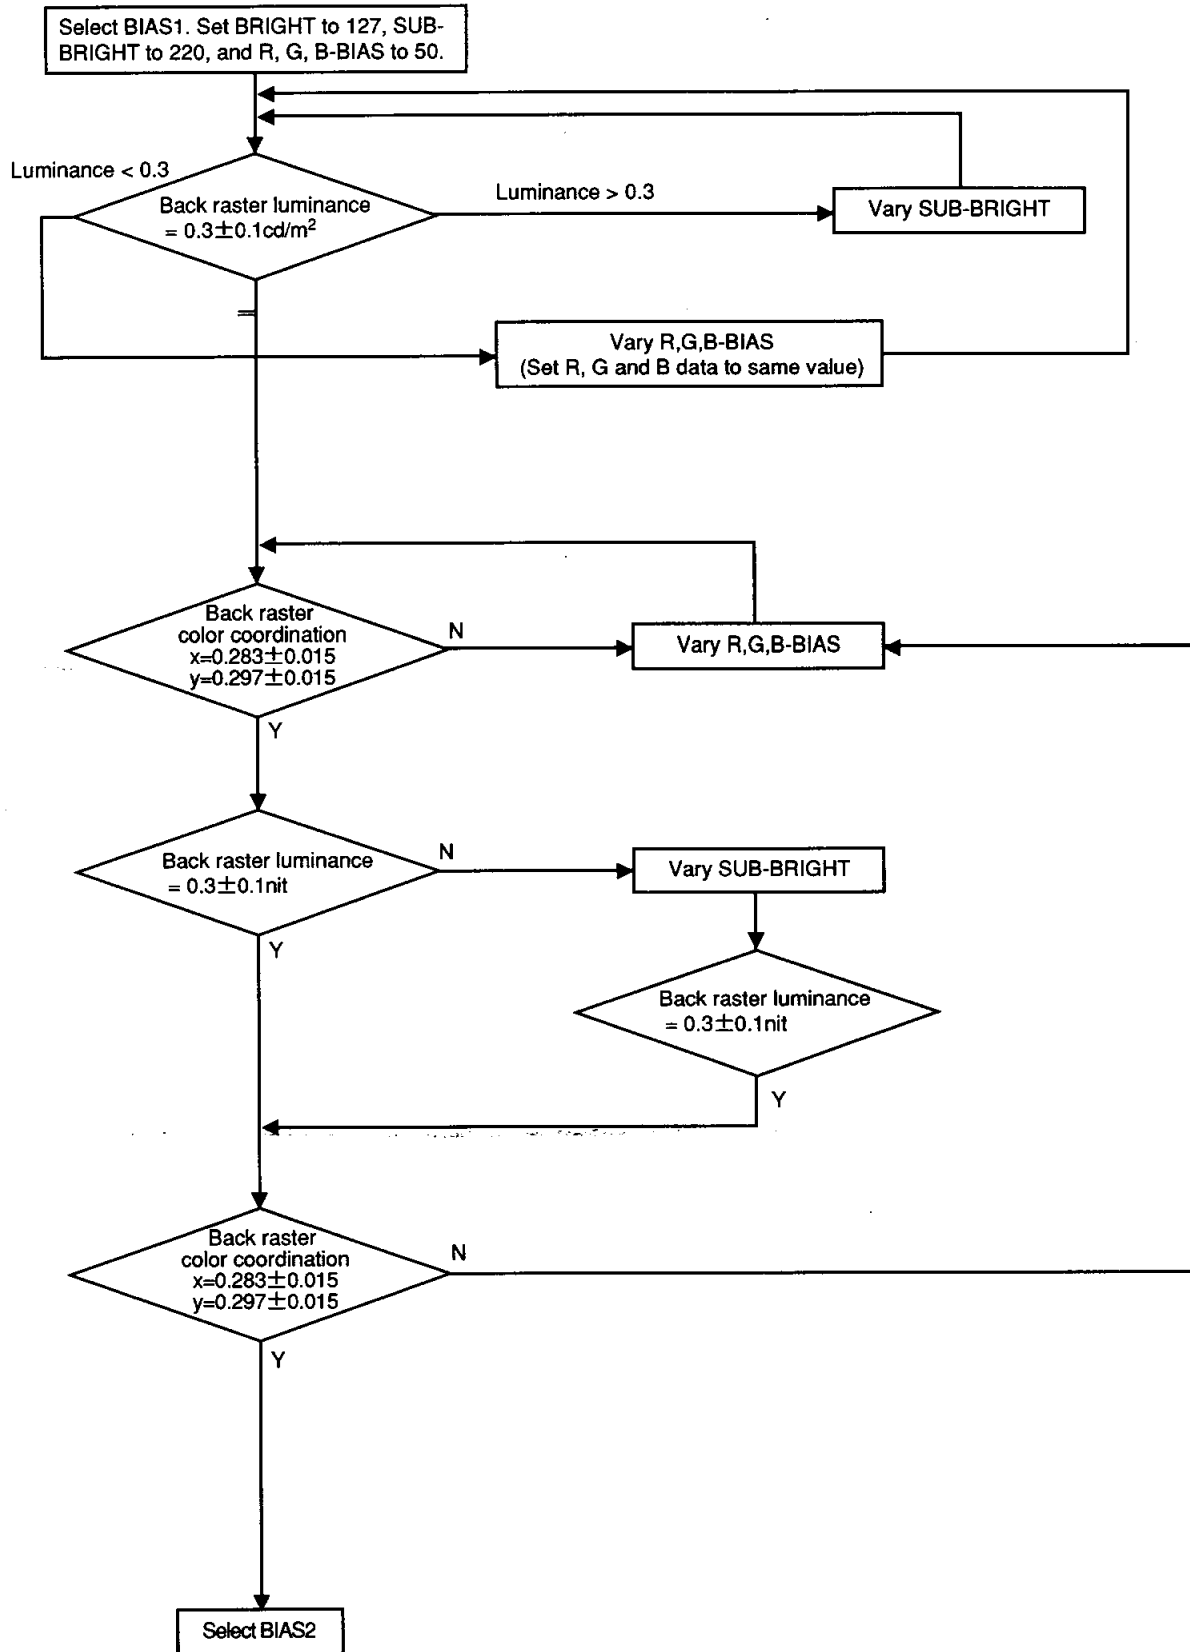 Select BIAS1. Set BRIGHT to 127, SUB-
BRIGHT to 220, and R, G, B-BIAS to 50.
Luminance < 0.3
Back raster luminance
= 0.3±0.1cd/m²
Luminance > 0.3
Vary SUB-BRIGHT
=
Vary R,G,B-BIAS
(Set R, G and B data to same value)
Back raster
color coordination
x=0.283±0.015
y=0.297±0.015
N
Vary R,G,B-BIAS
Y
Back raster luminance
= 0.3±0.1nit
N
Vary SUB-BRIGHT
Y
Back raster luminance
= 0.3±0.1nit
Y
Back raster
color coordination
x=0.283±0.015
y=0.297±0.015
N
Y
Select BIAS2